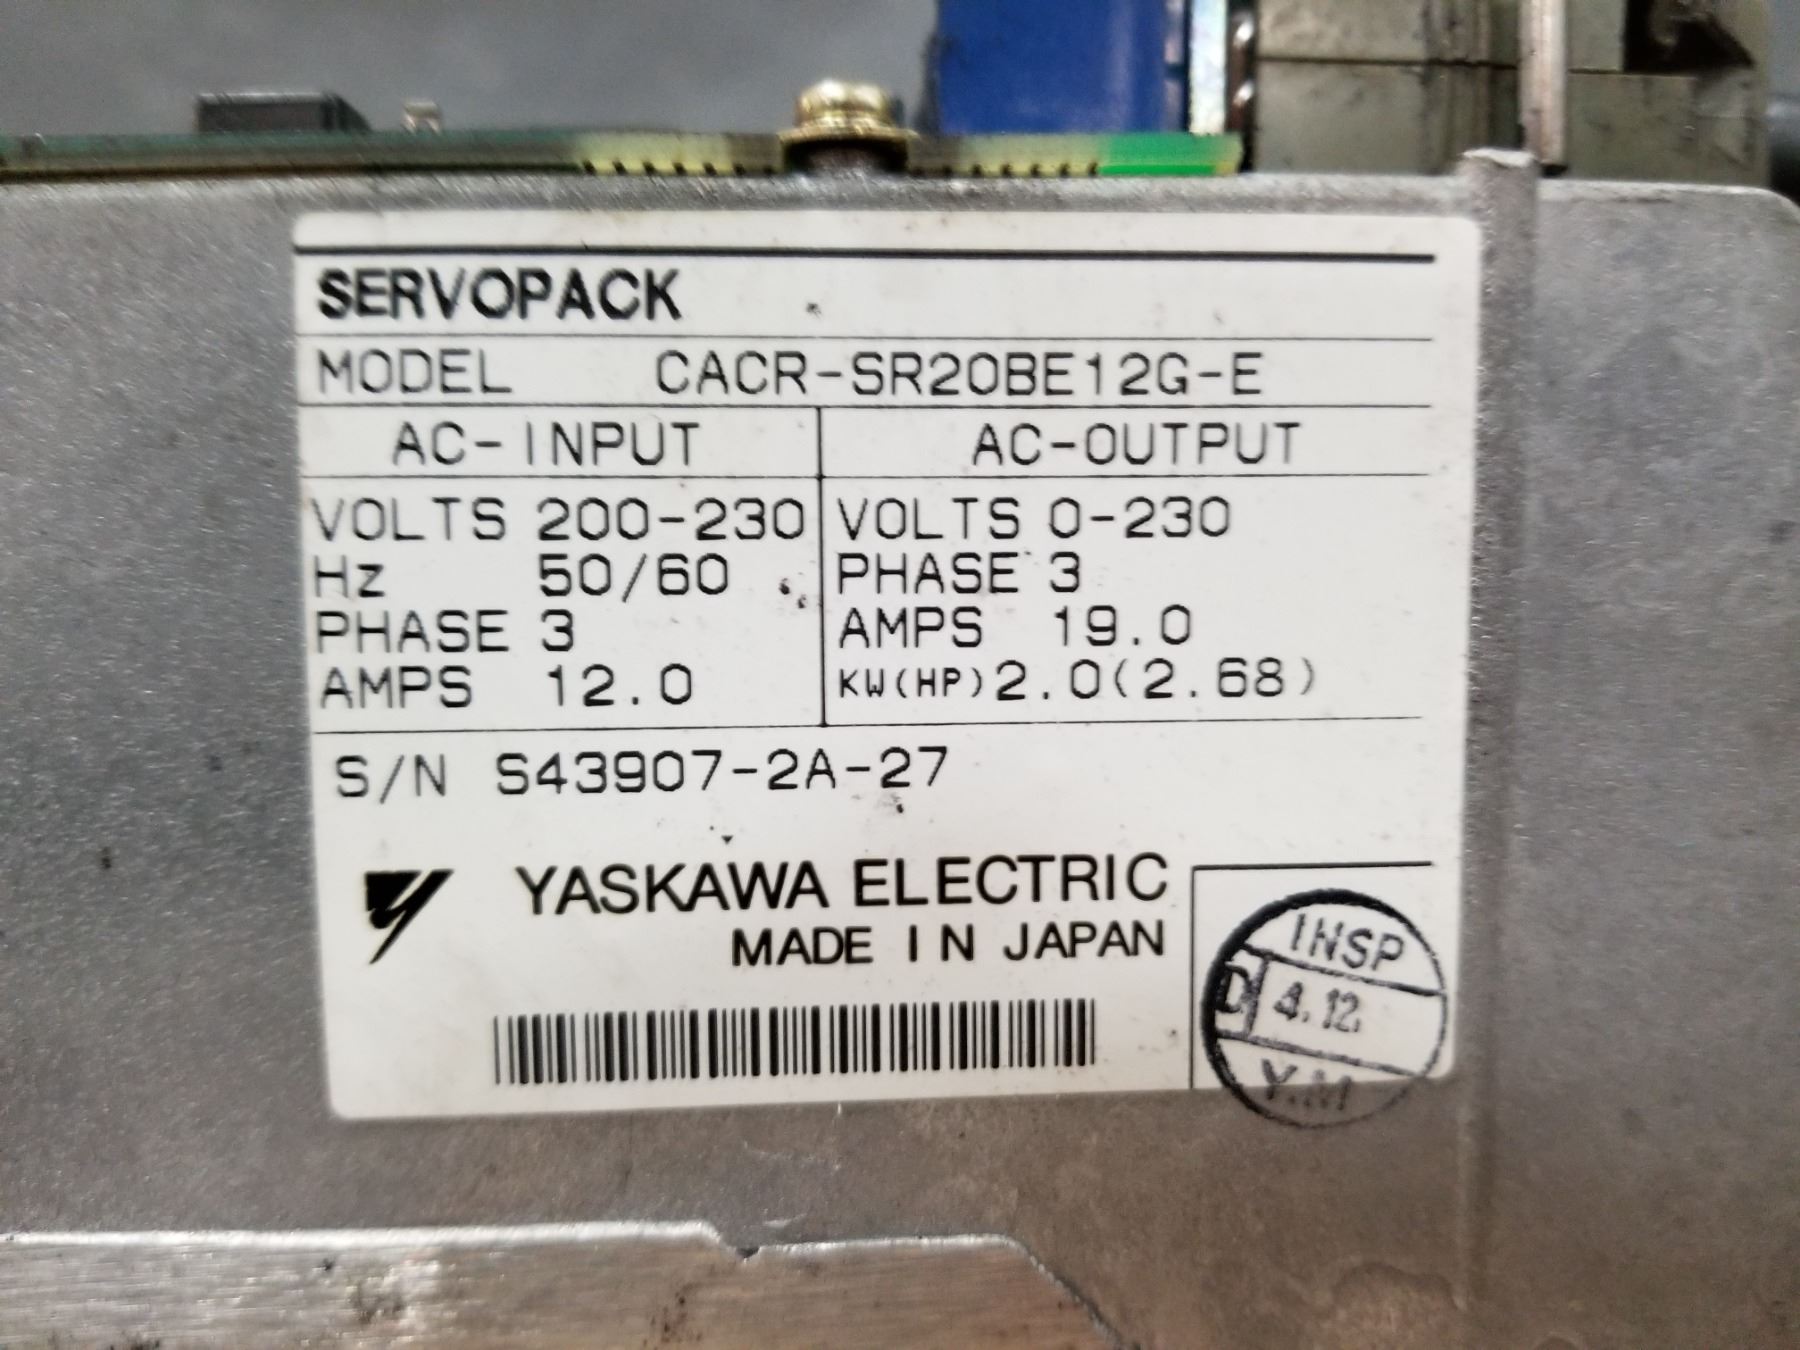 SERVOPACK
MODEL CACR-SR20BE12G-E
AC-INPUT AC-OUTPUT
VOLTS 200-230 VOLTS 0-230
Hz 50/60 PHASE 3
PHASE 3 AMPS 19.0
AMPS 12.0 KW(HP)2.0(2.68)
S/N S43907-2A-27
YASKAWA ELECTRIC
MADE IN JAPAN
INSP
D 4.12.
Y.M